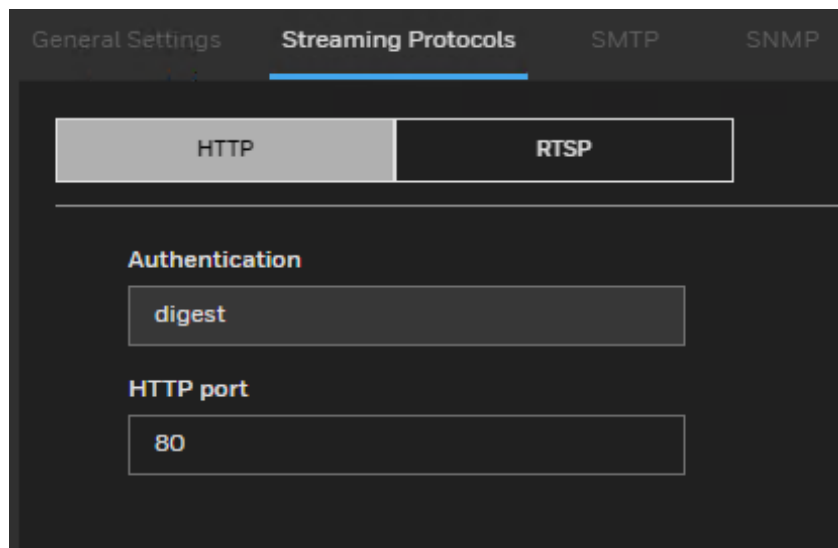 General Settings Streaming Protocols SMTP SNMP
HTTP RTSP
Authentication
digest
HTTP port
80